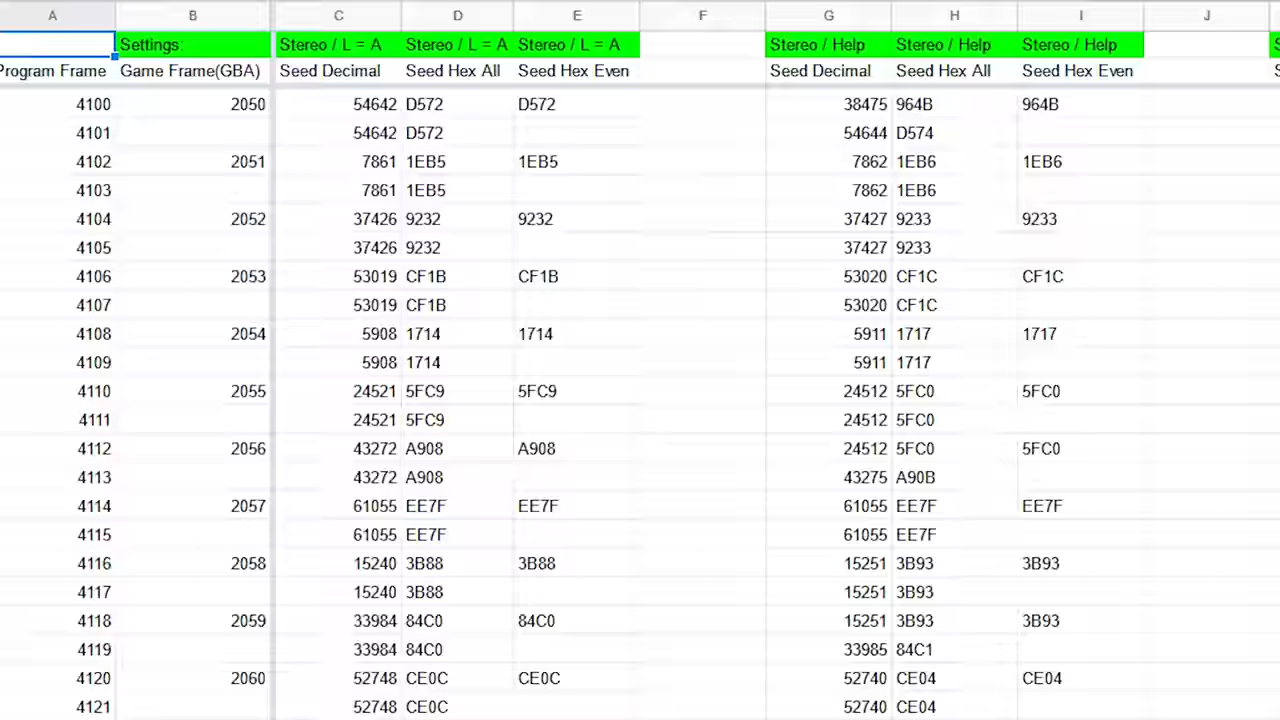 A B C D E F G H I J
Settings: Stereo / L = A Stereo / L = A Stereo / L = A Stereo / Help Stereo / Help Stereo / Help
Program Frame Game Frame(GBA) Seed Decimal Seed Hex All Seed Hex Even Seed Decimal Seed Hex All Seed Hex Even S
4100 2050 54642 D572 D572 38475 964B 964B
4101 54642 D572 54644 D574
4102 2051 7861 1EB5 1EB5 7862 1EB6 1EB6
4103 7861 1EB5 7862 1EB6
4104 2052 37426 9232 9232 37427 9233 9233
4105 37426 9232 37427 9233
4106 2053 53019 CF1B CF1B 53020 CF1C CF1C
4107 53019 CF1B 53020 CF1C
4108 2054 5908 1714 1714 5911 1717 1717
4109 5908 1714 5911 1717
4110 2055 24521 5FC9 5FC9 24512 5FC0 5FC0
4111 24521 5FC9 24512 5FC0
4112 2056 43272 A908 A908 24512 5FC0 5FC0
4113 43272 A908 43275 A90B
4114 2057 61055 EE7F EE7F 61055 EE7F EE7F
4115 61055 EE7F 61055 EE7F
4116 2058 15240 3B88 3B88 15251 3B93 3B93
4117 15240 3B88 15251 3B93
4118 2059 33984 84C0 84C0 15251 3B93 3B93
4119 33984 84C0 33985 84C1
4120 2060 52748 CE0C CE0C 52740 CE04 CE04
4121 52748 CE0C 52740 CE04